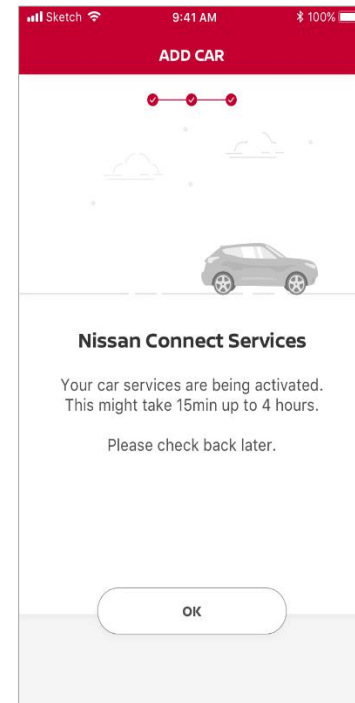 Sketch 9:41 AM 100%
ADD CAR
Nissan Connect Services
Your car services are being activated.
This might take 15min up to 4 hours.
Please check back later.
OK